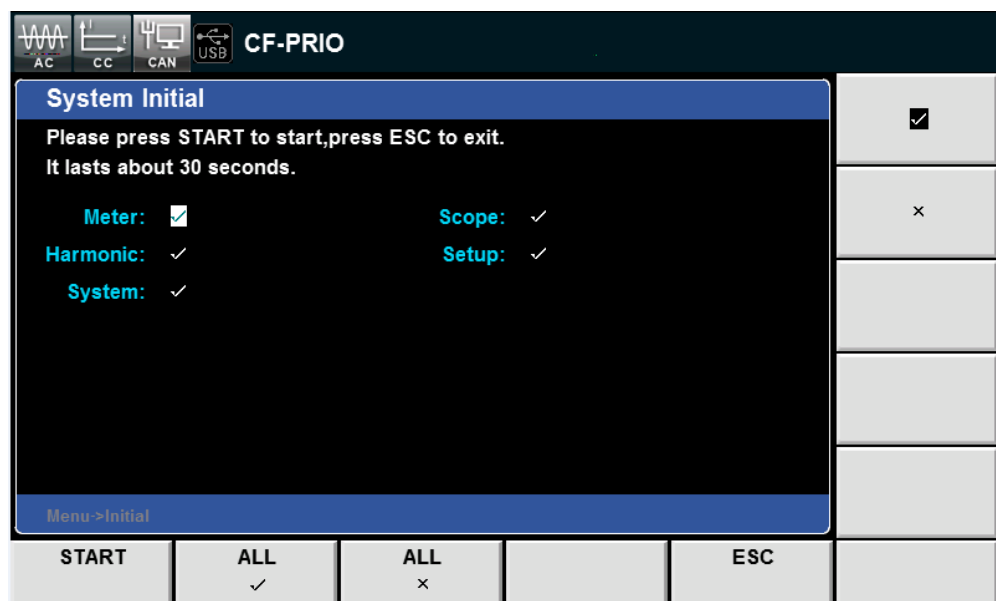 AC CC CAN USB CF-PRIO
System Initial
Please press START to start,press ESC to exit.
It lasts about 30 seconds.
Meter: ✓ Scope: ✓
Harmonic: ✓ Setup: ✓
System: ✓
Menu->Initial
✓
×
START ALL ALL ESC
✓ ×